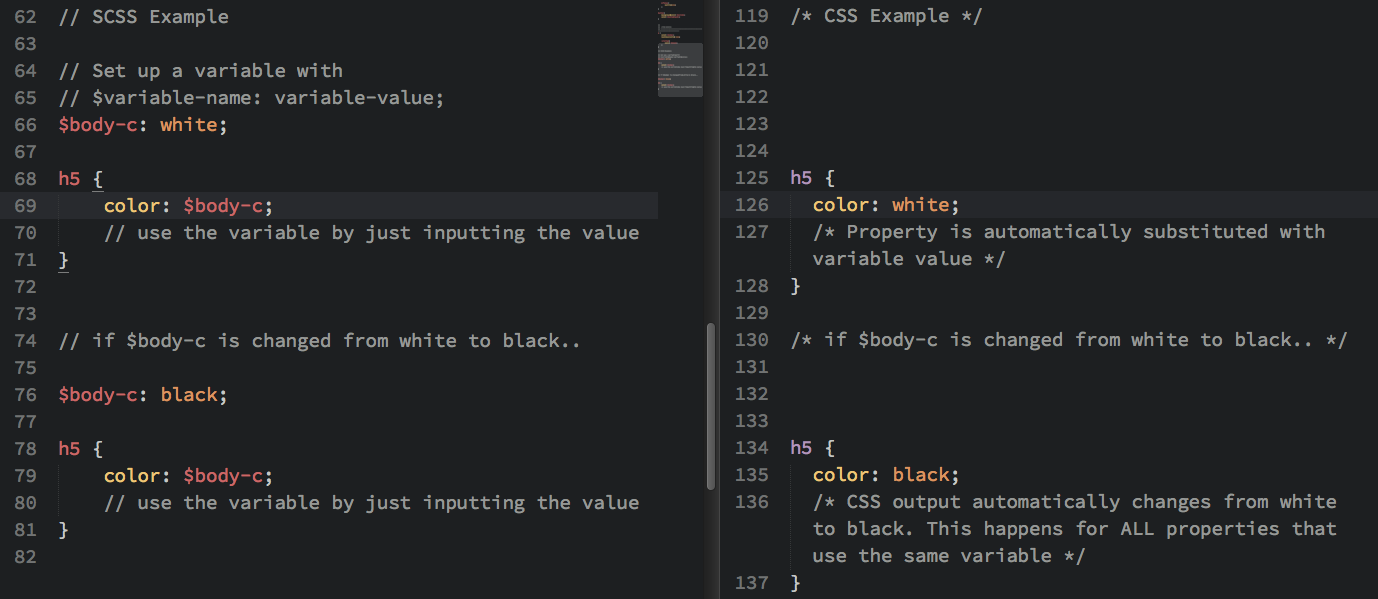 62 // SCSS Example
63
64 // Set up a variable with
65 // $variable-name: variable-value;
66 $body-c: white;
67
68 h5 {
69 color: $body-c;
70 // use the variable by just inputting the value
71 }
72
73
74 // if $body-c is changed from white to black..
75
76 $body-c: black;
77
78 h5 {
79 color: $body-c;
80 // use the variable by just inputting the value
81 }
82
119 /* CSS Example */
120
121
122
123
124
125 h5 {
126 color: white;
127 /* Property is automatically substituted with
variable value */
128 }
129
130 /* if $body-c is changed from white to black.. */
131
132
133
134 h5 {
135 color: black;
136 /* CSS output automatically changes from white
to black. This happens for ALL properties that
use the same variable */
137 }